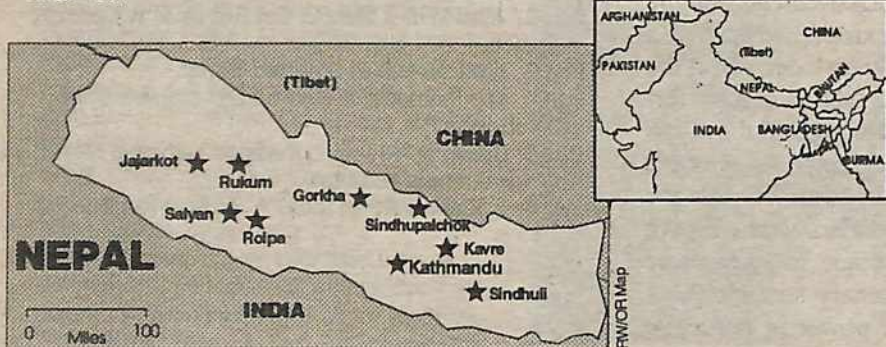 (Tibet)
CHINA
Jajarkot
Rukum
Gorkha
Salyan
Rolpa
Sindhupalchok
Kavre
Kathmandu
Sindhuli
NEPAL
INDIA
0 Miles 100
RW/OR Map
AFGHANISTAN
CHINA
(Tibet)
PAKISTAN
NEPAL
BHUTAN
INDIA
BANGLADESH
BURMA